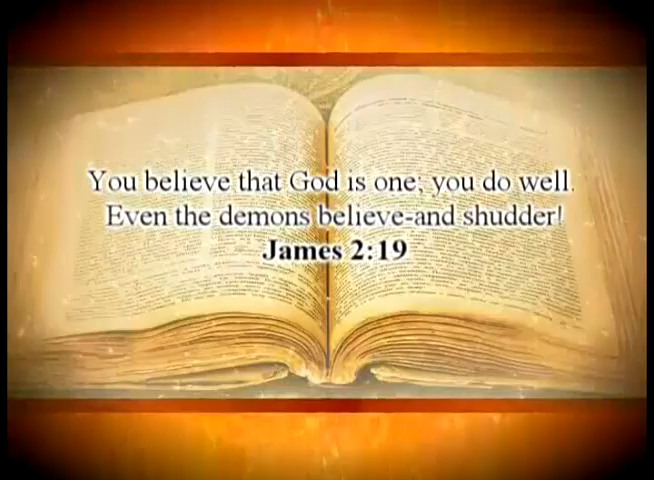 You believe that God is one; you do well.
Even the demons believe-and shudder!
James 2:19